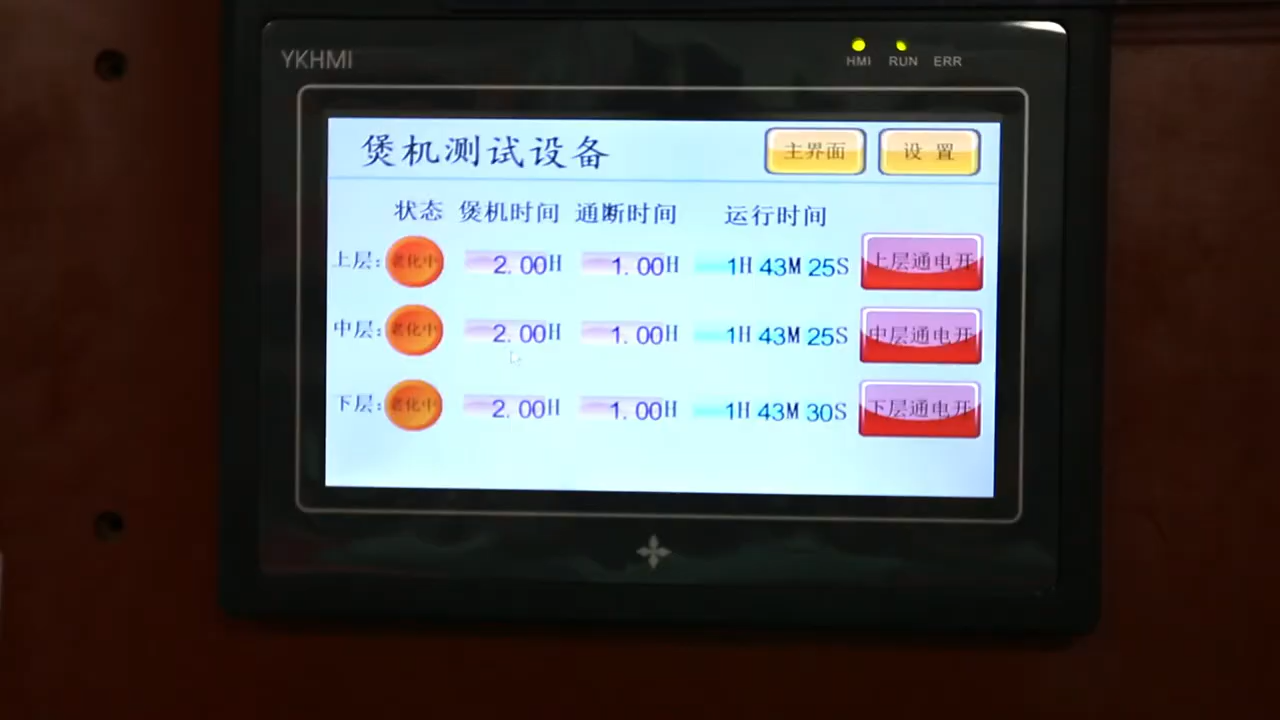 YKHMI
HMI RUN ERR
煲机测试设备 主界面 设 置
状态 煲机时间 通断时间 运行时间
上层: 老化中 2.00H 1.00H 1H 43M 25S 上层通电开
中层: 老化中 2.00H 1.00H 1H 43M 25S 中层通电开
下层: 老化中 2.00H 1.00H 1H 43M 30S 下层通电开